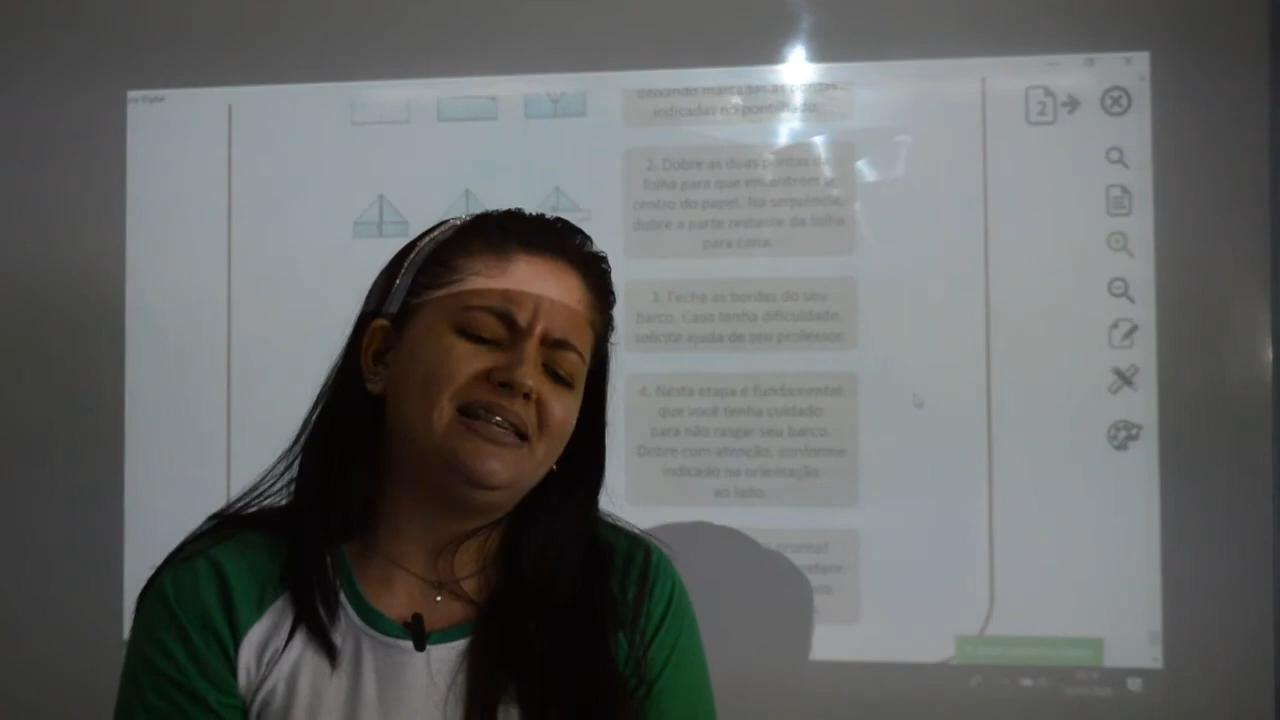 indicadas no pontilhado.
2
2. Dobre as duas pontas da
folha para que encontrem o
centro do papel. Na sequência,
dobre a parte restante da folha
para cima.
3. Feche as bordas do seu
barco. Caso tenha dificuldade,
solicite ajuda de seu professor.
4. Nesta etapa é fundamental
que você tenha cuidado
para não rasgar seu barco.
Dobre com atenção, conforme
indicado na orientação
ao lado.